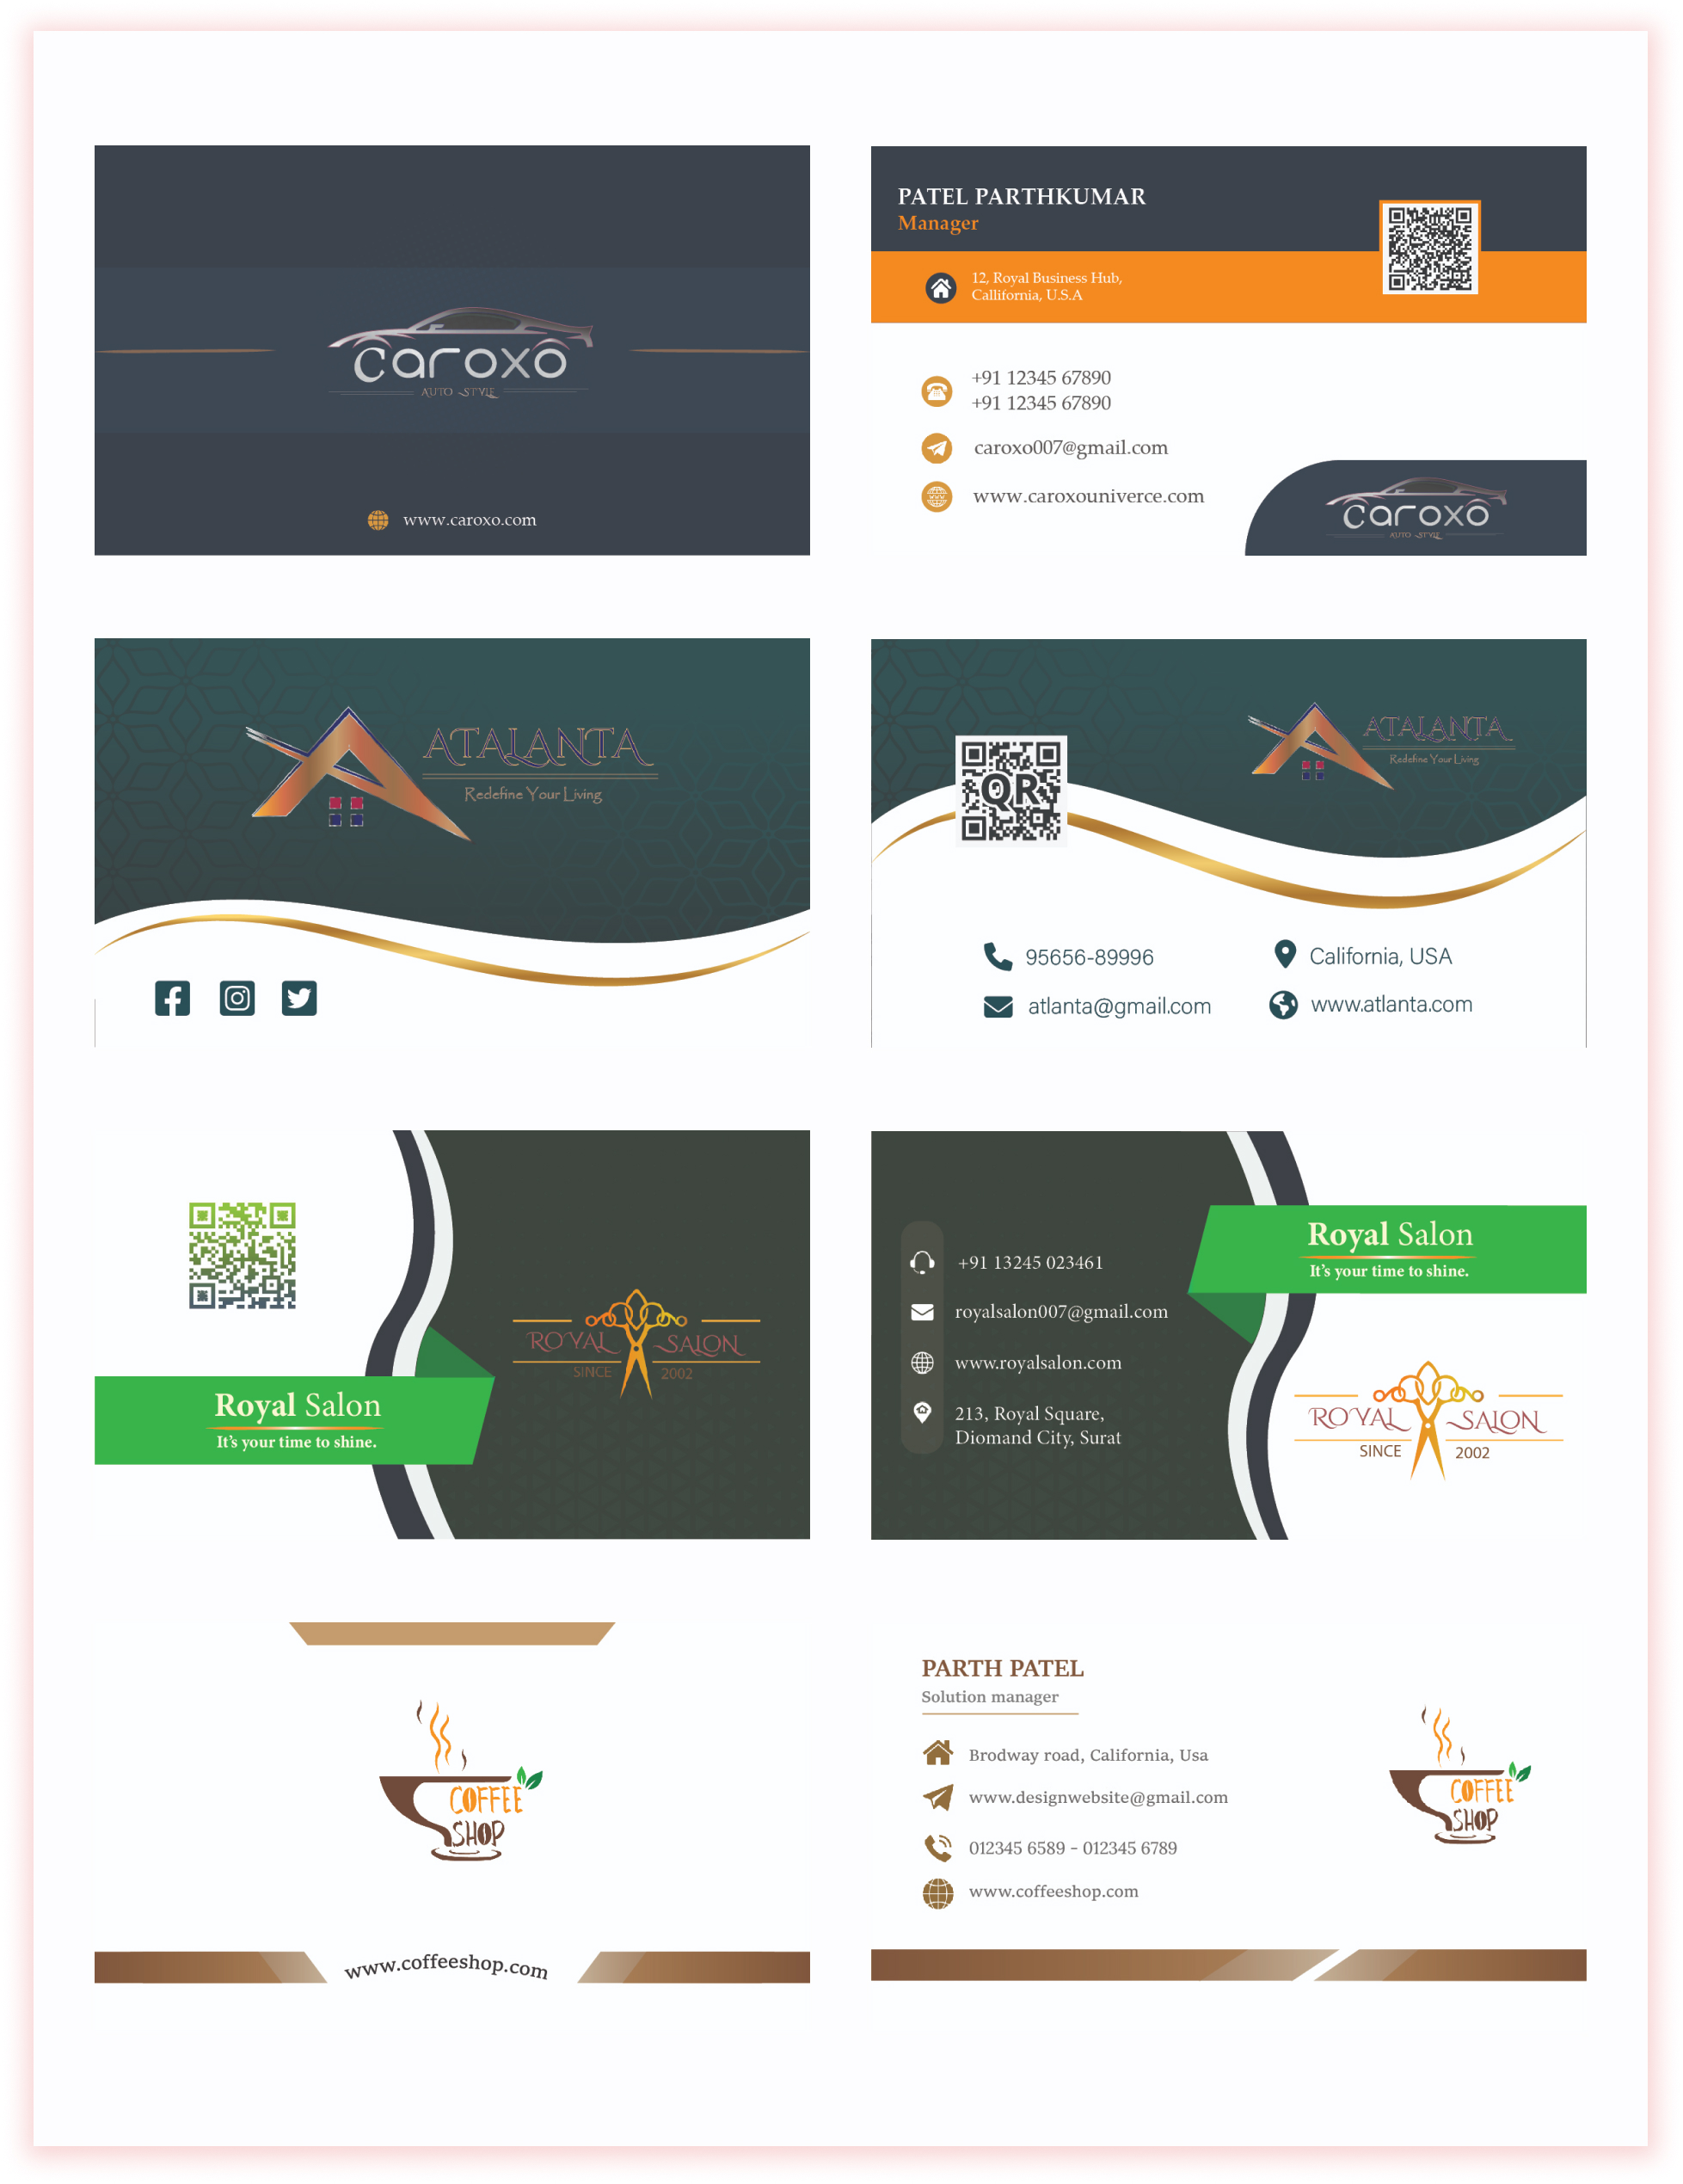 caroxo
AUTO STYLE
www.caroxo.com
PATEL PARTHKUMAR
Manager
12, Royal Business Hub,
Callifornia, U.S.A
+91 12345 67890
+91 12345 67890
caroxo007@gmail.com
www.caroxouniverce.com
caroxo
AUTO STYLE
ATALANTA
Redefine Your Living
QR
ATALANTA
Redefine Your Living
95656-89996
California, USA
atlanta@gmail.com
www.atlanta.com
ROYAL SALON
SINCE 2002
Royal Salon
It's your time to shine.
Royal Salon
It's your time to shine.
+91 13245 023461
royalsalon007@gmail.com
www.royalsalon.com
213, Royal Square,
Diomand City, Surat
ROYAL SALON
SINCE 2002
COFFEE
SHOP
www.coffeeshop.com
PARTH PATEL
Solution manager
Brodway road, California, Usa
www.designwebsite@gmail.com
012345 6589 - 012345 6789
www.coffeeshop.com
COFFEE
SHOP